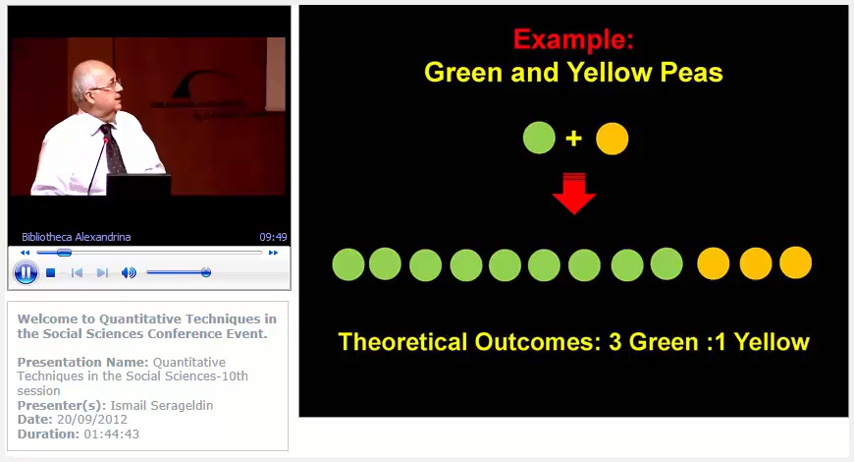 Example:
Green and Yellow Peas
+
Theoretical Outcomes: 3 Green :1 Yellow
Bibliotheca Alexandrina 09:49
Welcome to Quantitative Techniques in
the Social Sciences Conference Event.
Presentation Name: Quantitative
Techniques in the Social Sciences-10th
session
Presenter(s): Ismail Serageldin
Date: 20/09/2012
Duration: 01:44:43